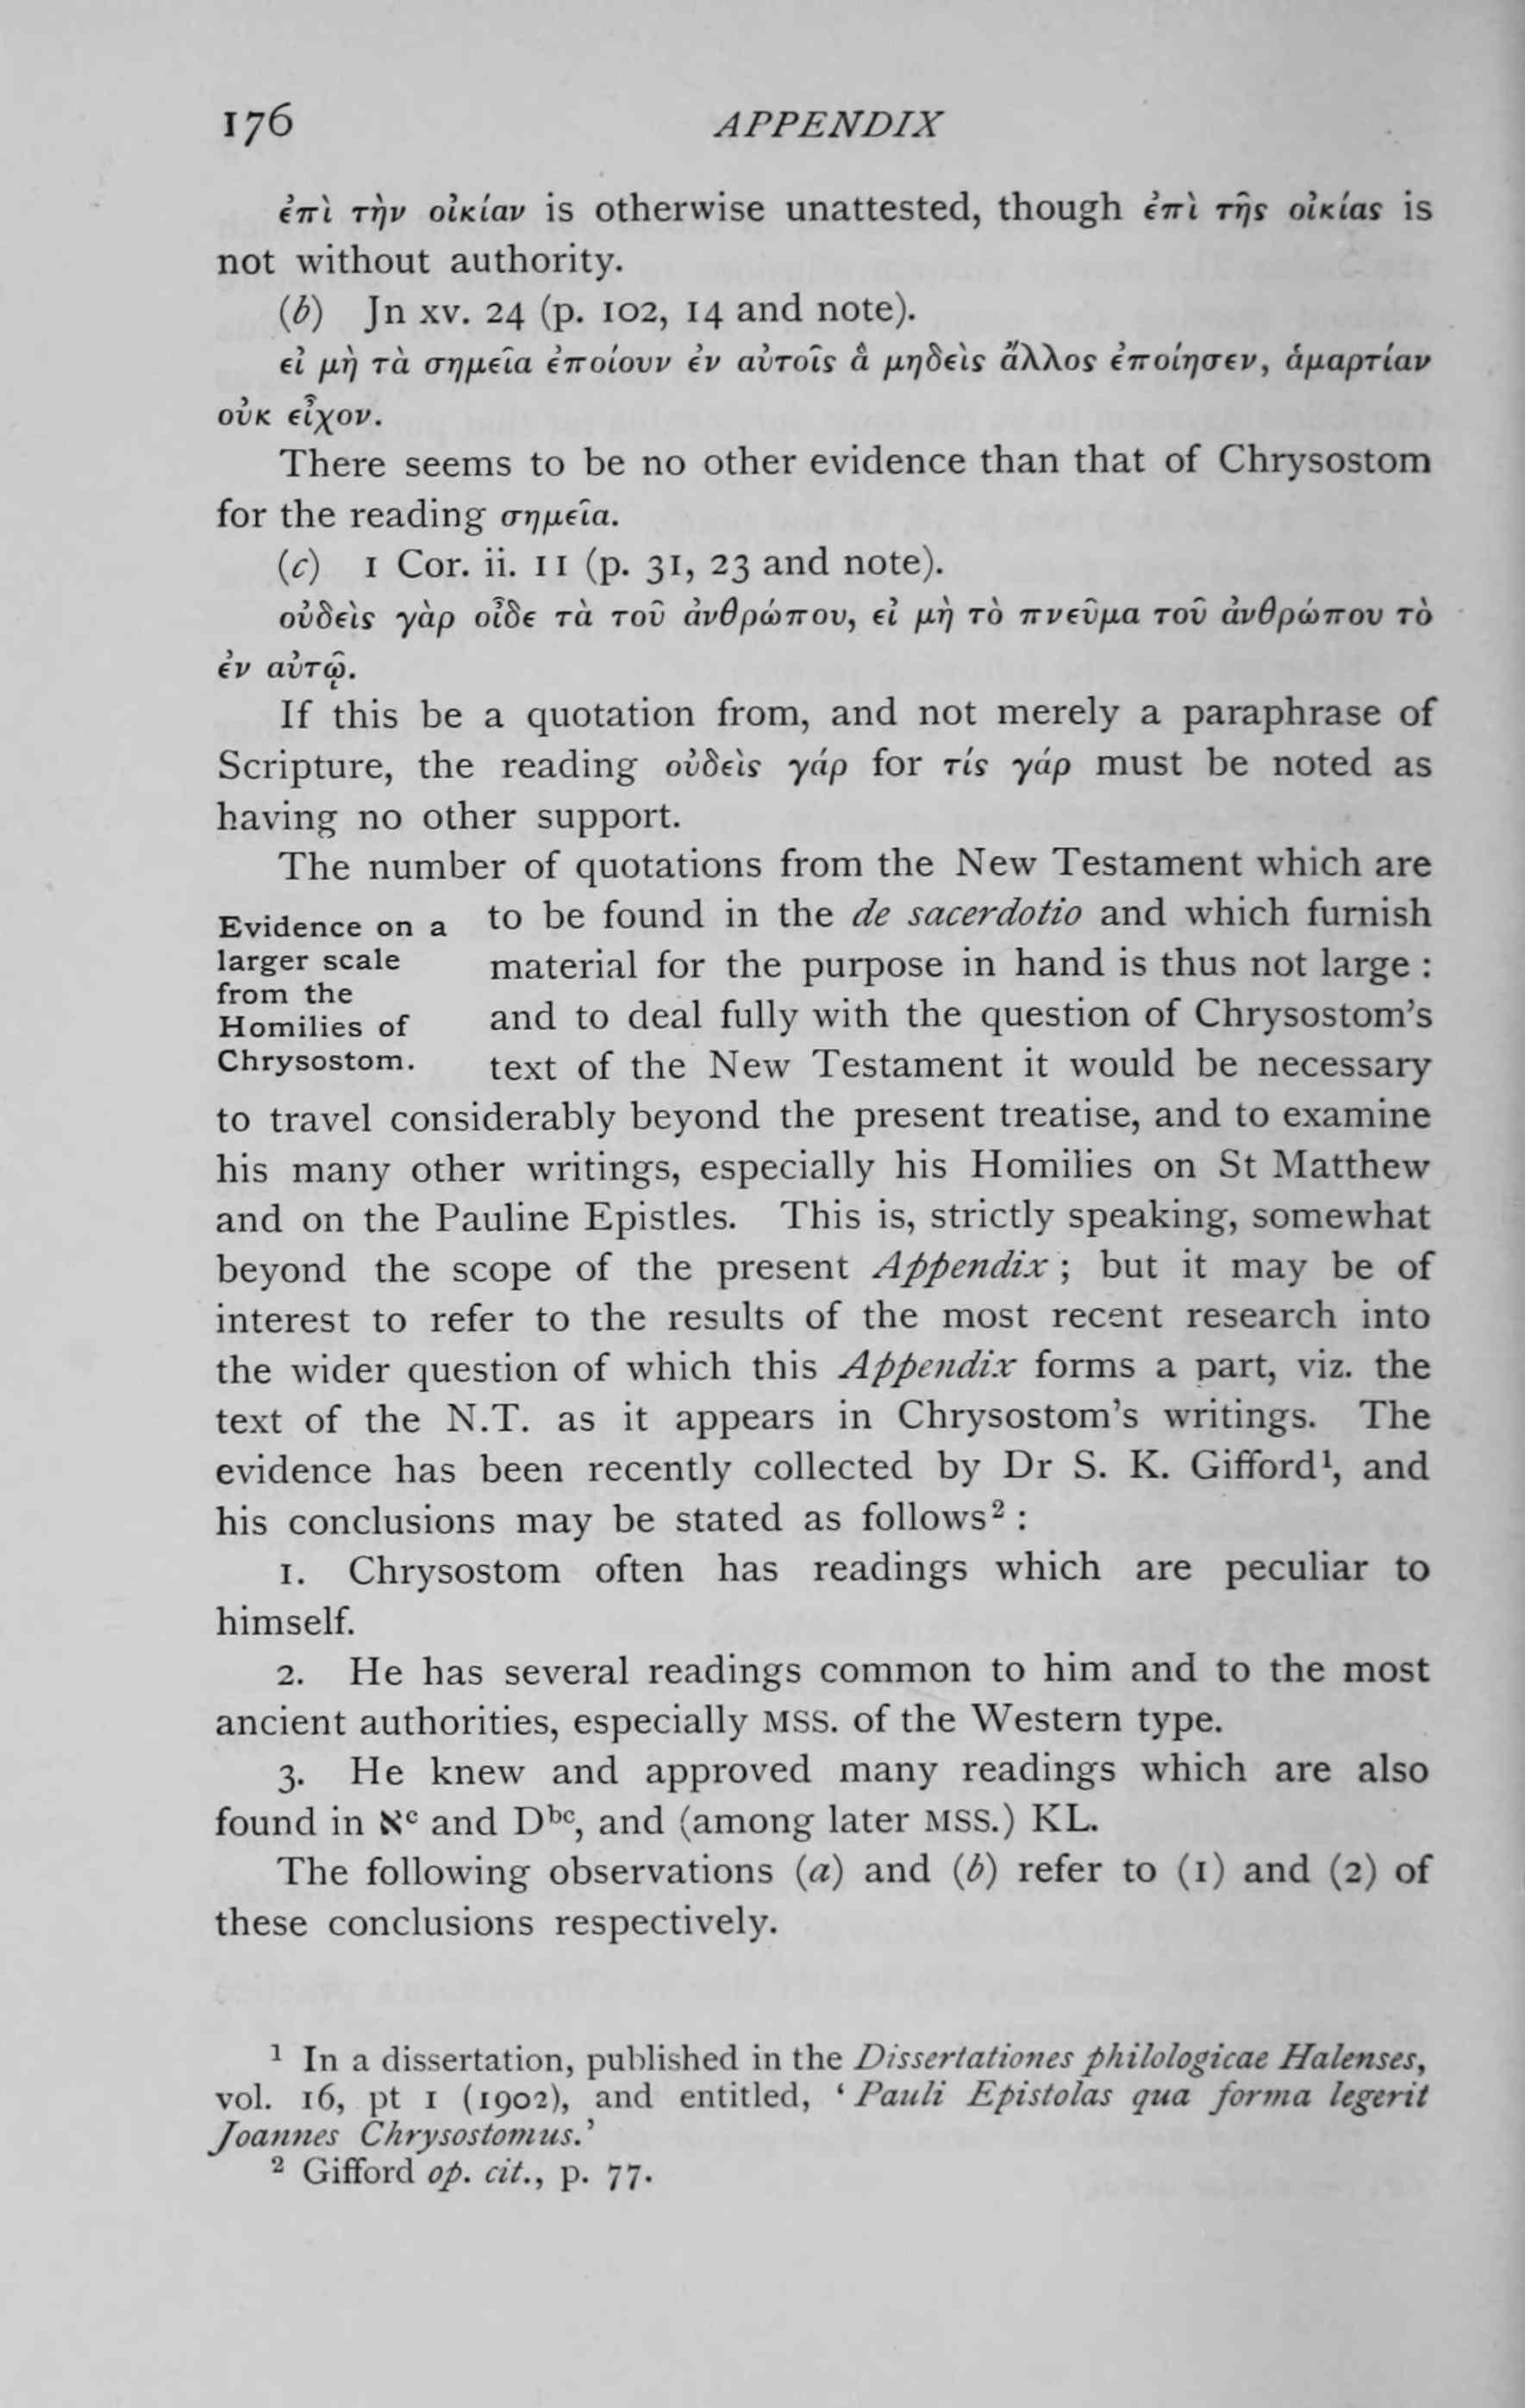 176 APPENDIX
ἐπὶ τὴν οἰκίαν is otherwise unattested, though ἐπὶ τῆς οἰκίας is
not without authority.
(b) Jn xv. 24 (p. 102, 14 and note).
εἰ μὴ τὰ σημεῖα ἐποίουν ἐν αὐτοῖς ἃ μηδεὶς ἄλλος ἐποίησεν, ἁμαρτίαν
οὐκ εἶχον.
There seems to be no other evidence than that of Chrysostom
for the reading σημεῖα.
(c) 1 Cor. ii. 11 (p. 31, 23 and note).
οὐδεὶς γὰρ οἶδε τὰ τοῦ ἀνθρώπου, εἰ μὴ τὸ πνεῦμα τοῦ ἀνθρώπου τὸ
ἐν αὐτῷ.
If this be a quotation from, and not merely a paraphrase of
Scripture, the reading οὐδεὶς γάρ for τίς γάρ must be noted as
having no other support.
The number of quotations from the New Testament which are
Evidence on a
larger scale
from the
Homilies of
Chrysostom.
to be found in the de sacerdotio and which furnish
material for the purpose in hand is thus not large :
and to deal fully with the question of Chrysostom's
text of the New Testament it would be necessary
to travel considerably beyond the present treatise, and to examine
his many other writings, especially his Homilies on St Matthew
and on the Pauline Epistles. This is, strictly speaking, somewhat
beyond the scope of the present Appendix ; but it may be of
interest to refer to the results of the most recent research into
the wider question of which this Appendix forms a part, viz. the
text of the N.T. as it appears in Chrysostom's writings. The
evidence has been recently collected by Dr S. K. Gifford¹, and
his conclusions may be stated as follows² :
1. Chrysostom often has readings which are peculiar to
himself.
2. He has several readings common to him and to the most
ancient authorities, especially MSS. of the Western type.
3. He knew and approved many readings which are also
found in אᶜ and Dᵇᶜ, and (among later MSS.) KL.
The following observations (a) and (b) refer to (1) and (2) of
these conclusions respectively.
¹ In a dissertation, published in the Dissertationes philologicae Halenses,
vol. 16, pt 1 (1902), and entitled, ‘ Pauli Epistolas qua forma legerit
Joannes Chrysostomus.’
² Gifford op. cit., p. 77.